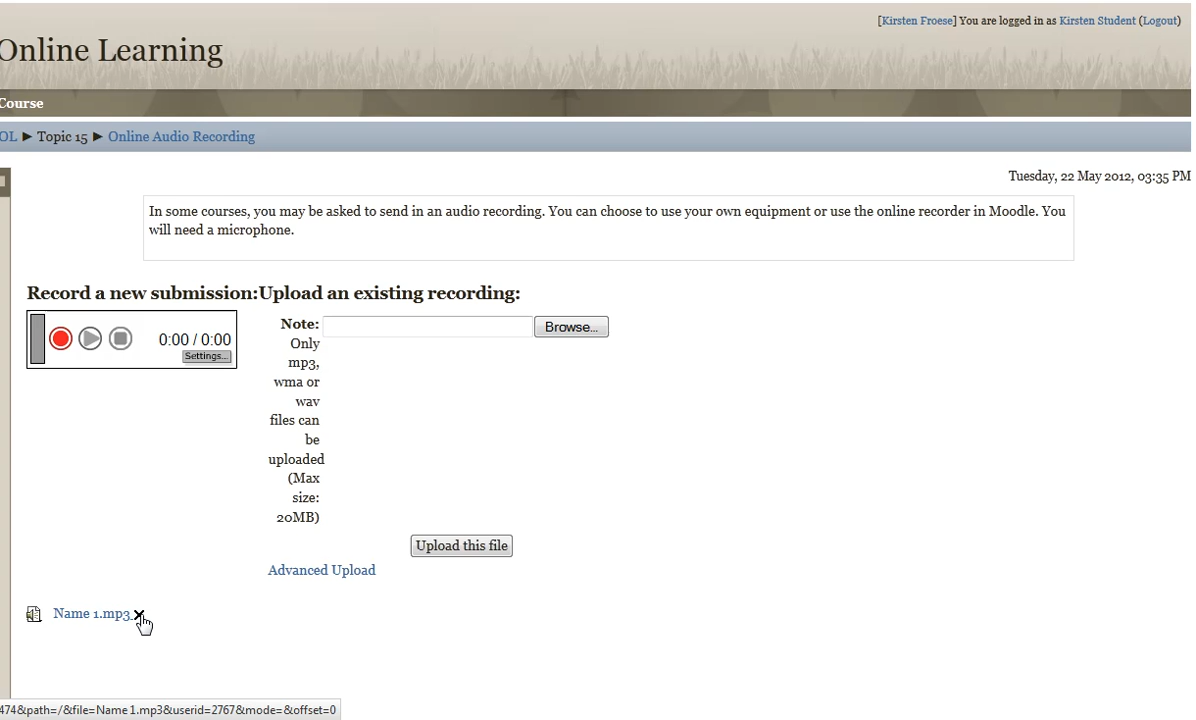 [Kirsten Froese] You are logged in as Kirsten Student (Logout)
Online Learning
Course
OL ► Topic 15 ► Online Audio Recording
Tuesday, 22 May 2012, 03:35 PM
In some courses, you may be asked to send in an audio recording. You can choose to use your own equipment or use the online recorder in Moodle. You
will need a microphone.
Record a new submission:Upload an existing recording:
0:00 / 0:00
Settings...
Note:
Browse...
Only
mp3,
wma or
wav
files can
be
uploaded
(Max
size:
20MB)
Upload this file
Advanced Upload
Name 1.mp3
474&path=/&file=Name 1.mp3&userid=2767&mode=&offset=0